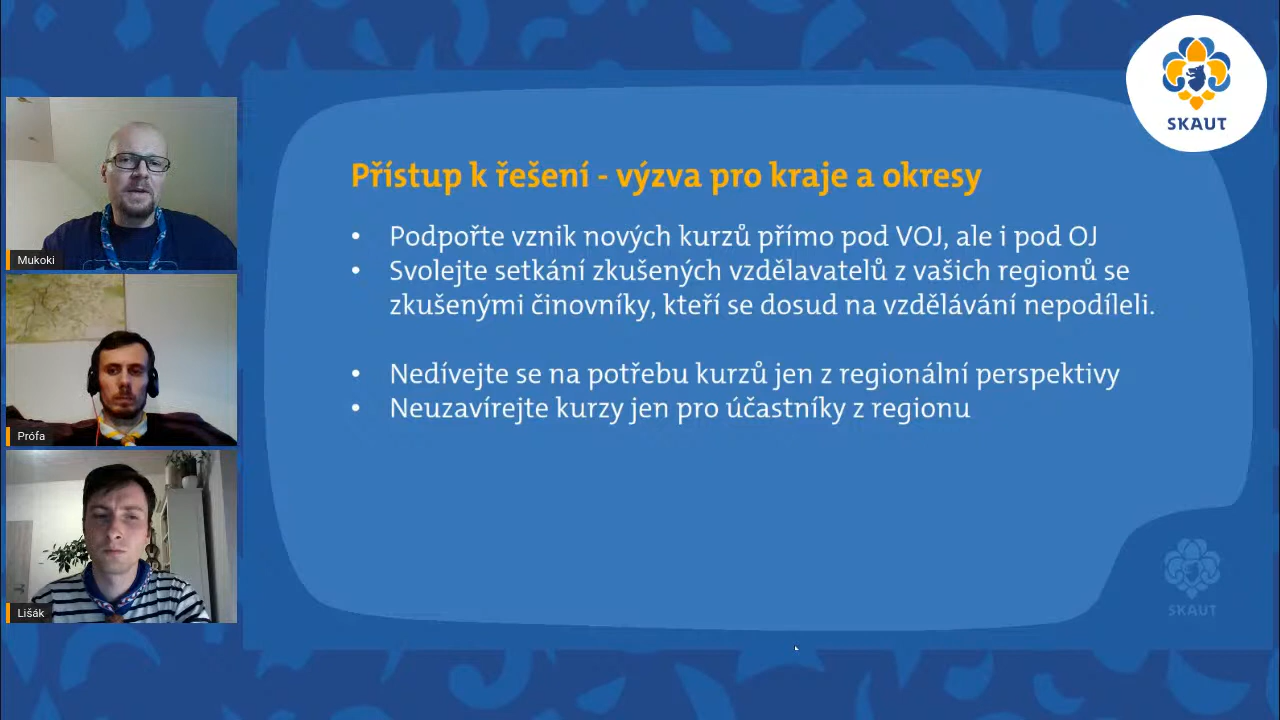 SKAUT
Přístup k řešení - výzva pro kraje a okresy
• Podpořte vznik nových kurzů přímo pod VOJ, ale i pod OJ
• Svolejte setkání zkušených vzdělavatelů z vašich regionů se
zkušenými činovníky, kteří se dosud na vzdělávání nepodíleli.
• Nedívejte se na potřebu kurzů jen z regionální perspektivy
• Neuzavírejte kurzy jen pro účastníky z regionu
Mukoki
Prófa
Lišák
SKAUT